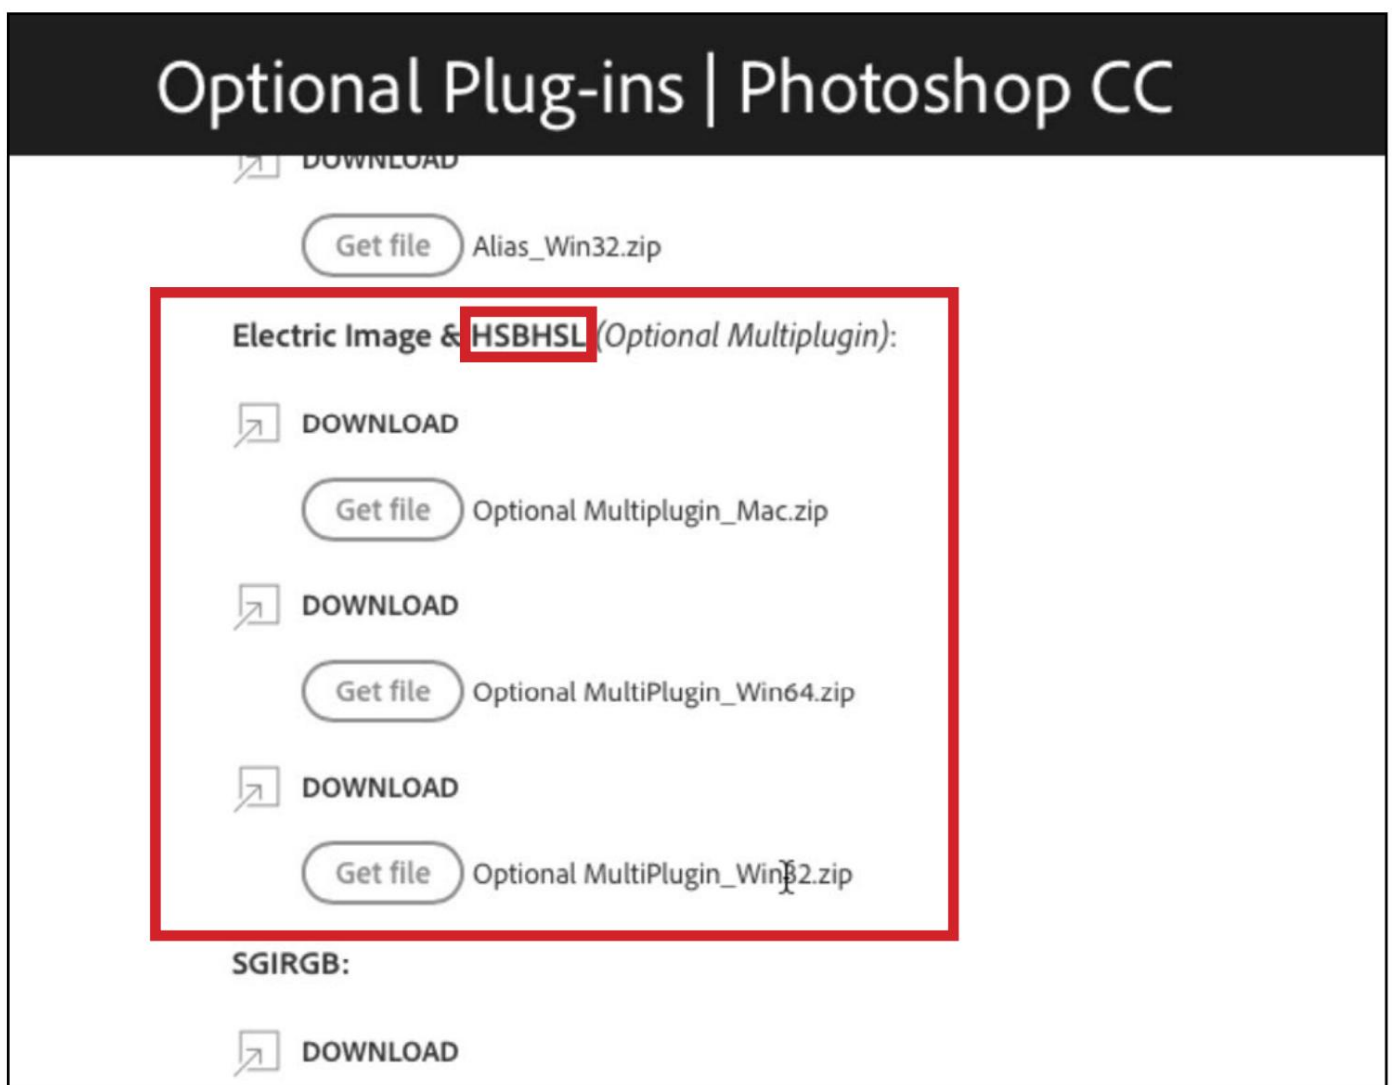 Optional Plug-ins | Photoshop CC
DOWNLOAD
Get file Alias_Win32.zip
Electric Image & HSBHSL (Optional Multiplugin):
DOWNLOAD
Get file Optional Multiplugin_Mac.zip
DOWNLOAD
Get file Optional MultiPlugin_Win64.zip
DOWNLOAD
Get file Optional MultiPlugin_Win32.zip
SGIRGB:
DOWNLOAD